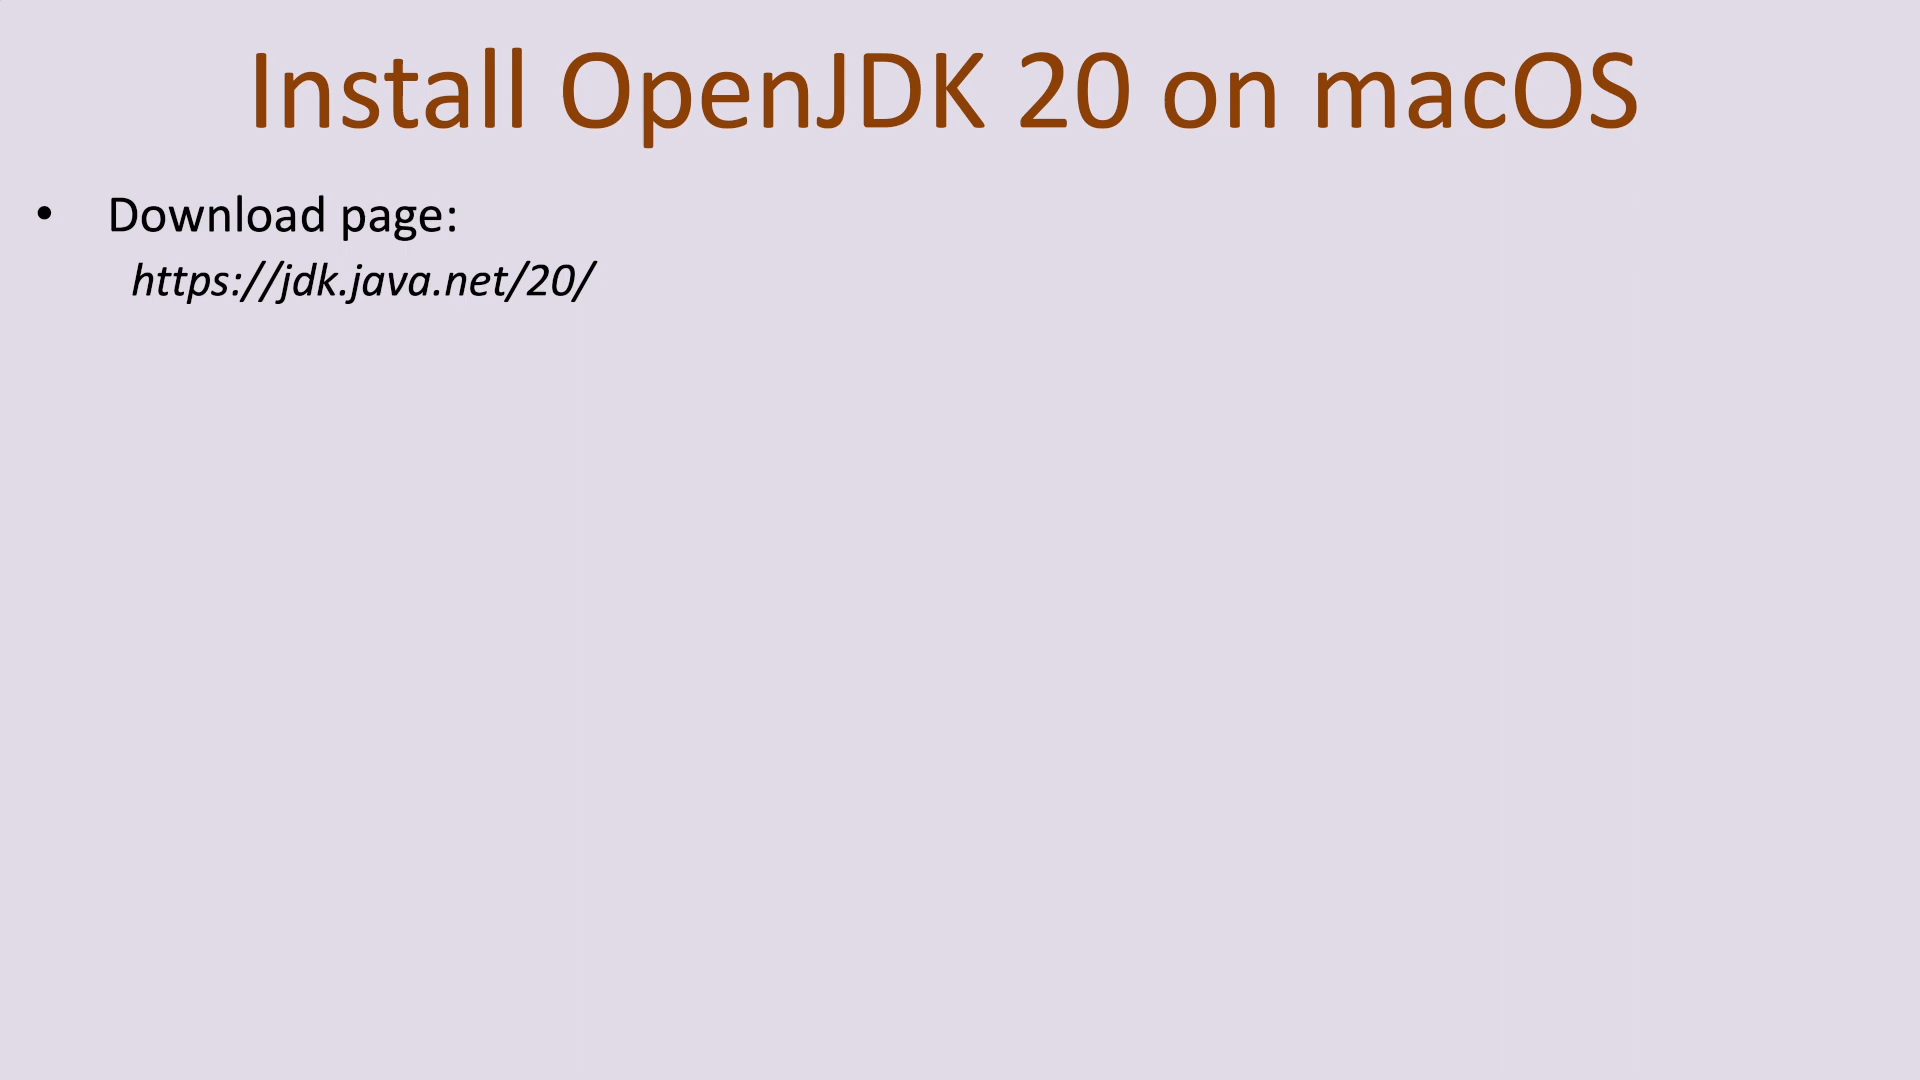 Install OpenJDK 20 on macOS
• Download page:
https://jdk.java.net/20/